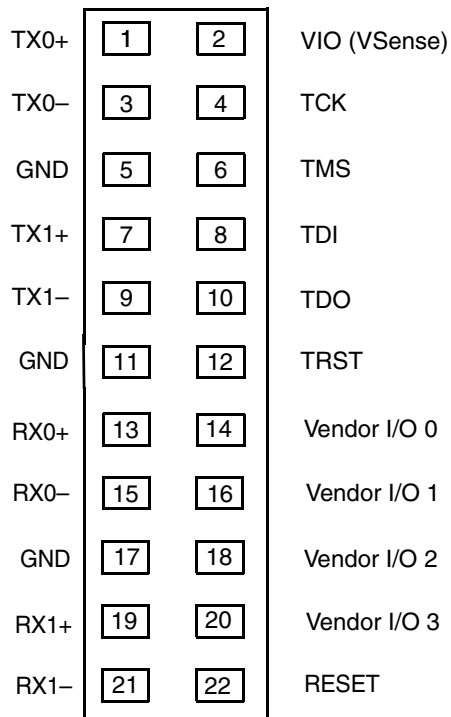 TX0+ 1 2 VIO (VSense)
TX0– 3 4 TCK
GND 5 6 TMS
TX1+ 7 8 TDI
TX1– 9 10 TDO
GND 11 12 TRST
RX0+ 13 14 Vendor I/O 0
RX0– 15 16 Vendor I/O 1
GND 17 18 Vendor I/O 2
RX1+ 19 20 Vendor I/O 3
RX1– 21 22 RESET